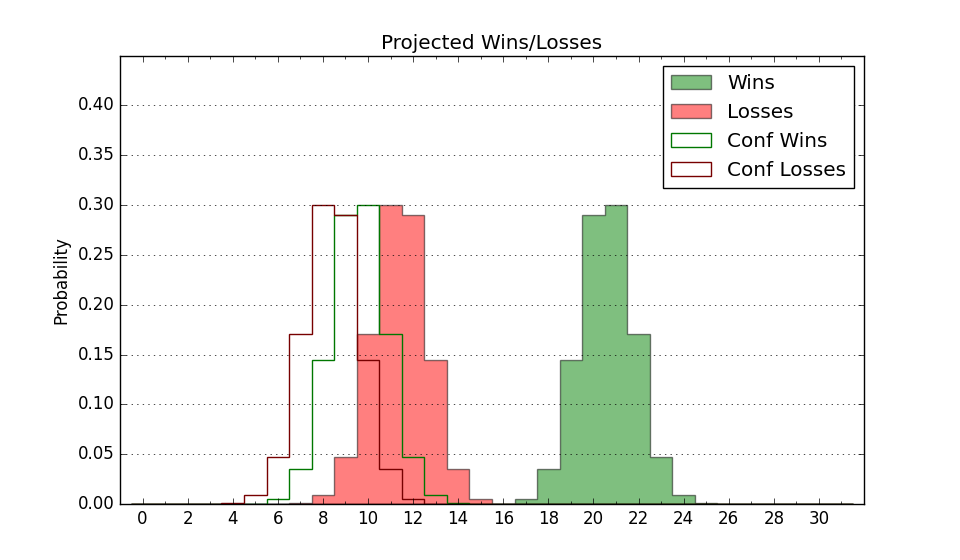 Projected Wins/Losses
Wins
Losses
Conf Wins
Conf Losses
Probability
0.40
0.35
0.30
0.25
0.20
0.15
0.10
0.05
0.00
0 2 4 6 8 10 12 14 16 18 20 22 24 26 28 30